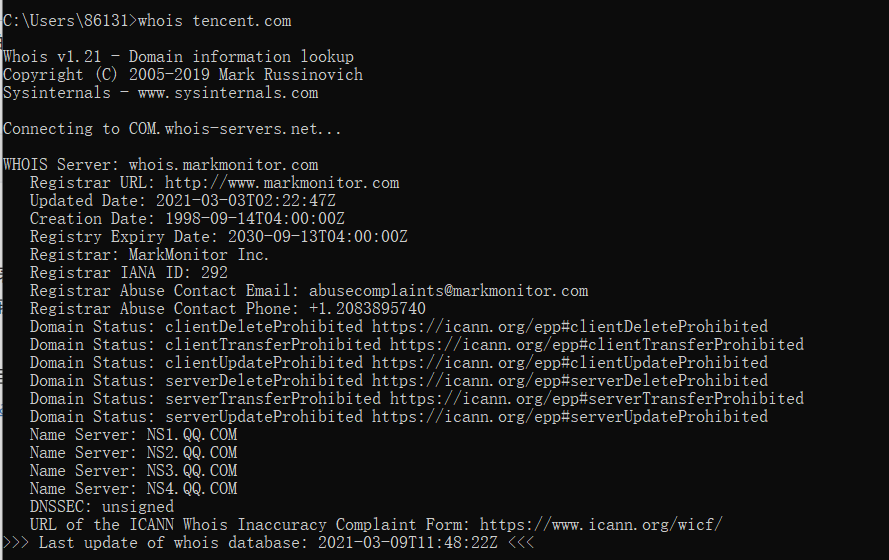 C:\Users\86131>whois tencent.com
Whois v1.21 - Domain information lookup
Copyright (C) 2005-2019 Mark Russinovich
Sysinternals - www.sysinternals.com
Connecting to COM.whois-servers.net...
WHOIS Server: whois.markmonitor.com
Registrar URL: http://www.markmonitor.com
Updated Date: 2021-03-03T02:22:47Z
Creation Date: 1998-09-14T04:00:00Z
Registry Expiry Date: 2030-09-13T04:00:00Z
Registrar: MarkMonitor Inc.
Registrar IANA ID: 292
Registrar Abuse Contact Email: abusecomplaints@markmonitor.com
Registrar Abuse Contact Phone: +1.2083895740
Domain Status: clientDeleteProhibited https://icann.org/epp#clientDeleteProhibited
Domain Status: clientTransferProhibited https://icann.org/epp#clientTransferProhibited
Domain Status: clientUpdateProhibited https://icann.org/epp#clientUpdateProhibited
Domain Status: serverDeleteProhibited https://icann.org/epp#serverDeleteProhibited
Domain Status: serverTransferProhibited https://icann.org/epp#serverTransferProhibited
Domain Status: serverUpdateProhibited https://icann.org/epp#serverUpdateProhibited
Name Server: NS1.QQ.COM
Name Server: NS2.QQ.COM
Name Server: NS3.QQ.COM
Name Server: NS4.QQ.COM
DNSSEC: unsigned
URL of the ICANN Whois Inaccuracy Complaint Form: https://www.icann.org/wicf/
>>> Last update of whois database: 2021-03-09T11:48:22Z <<<